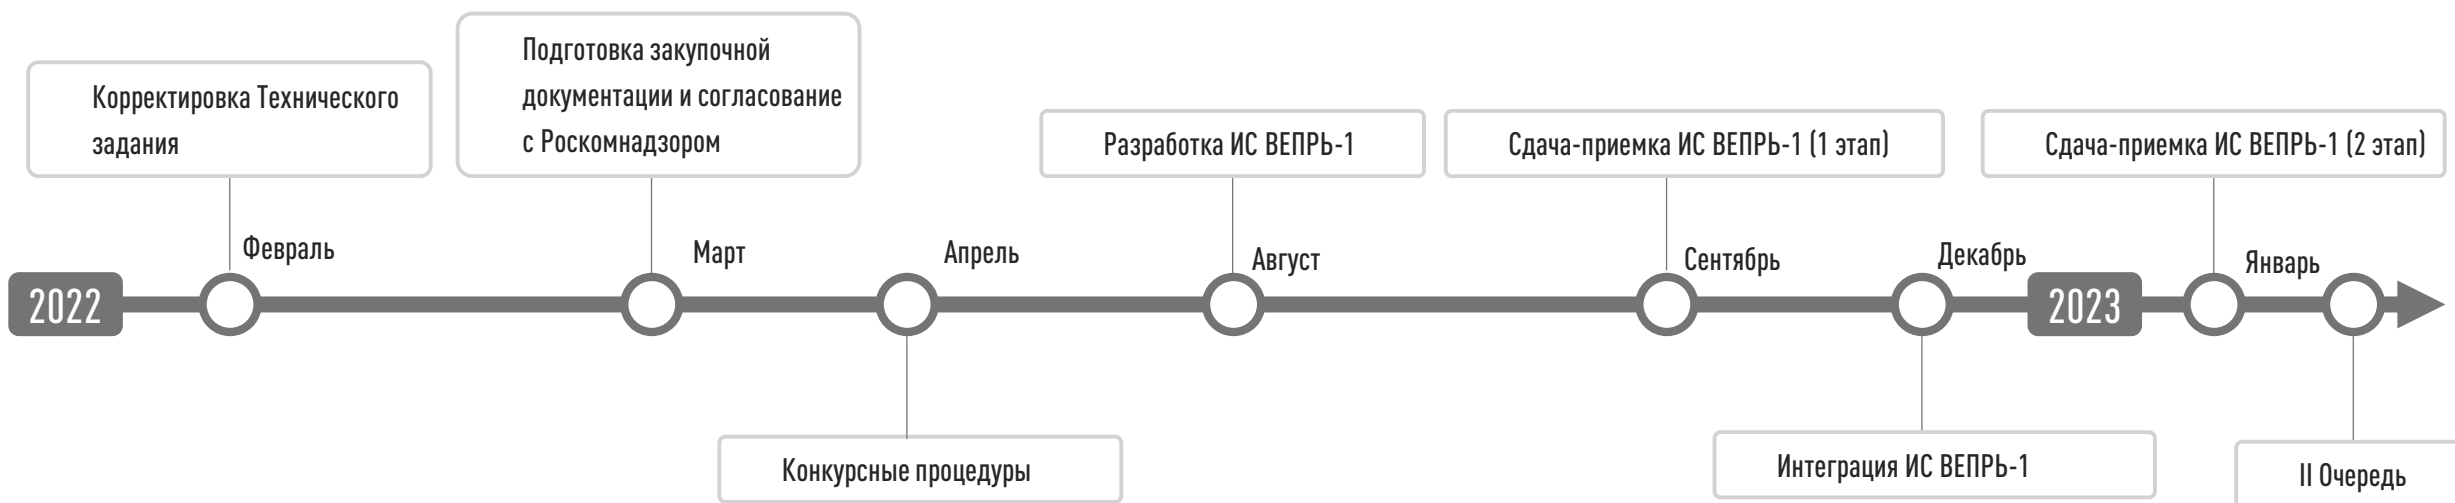 Подготовка закупочной
документации и согласование
с Роскомнадзором
Корректировка Технического
задания
Разработка ИС ВЕПРЬ-1
Сдача-приемка ИС ВЕПРЬ-1 (1 этап)
Сдача-приемка ИС ВЕПРЬ-1 (2 этап)
Февраль
Март
Апрель
Август
Сентябрь
Декабрь
Январь
2022
2023
Конкурсные процедуры
Интеграция ИС ВЕПРЬ-1
II Очередь